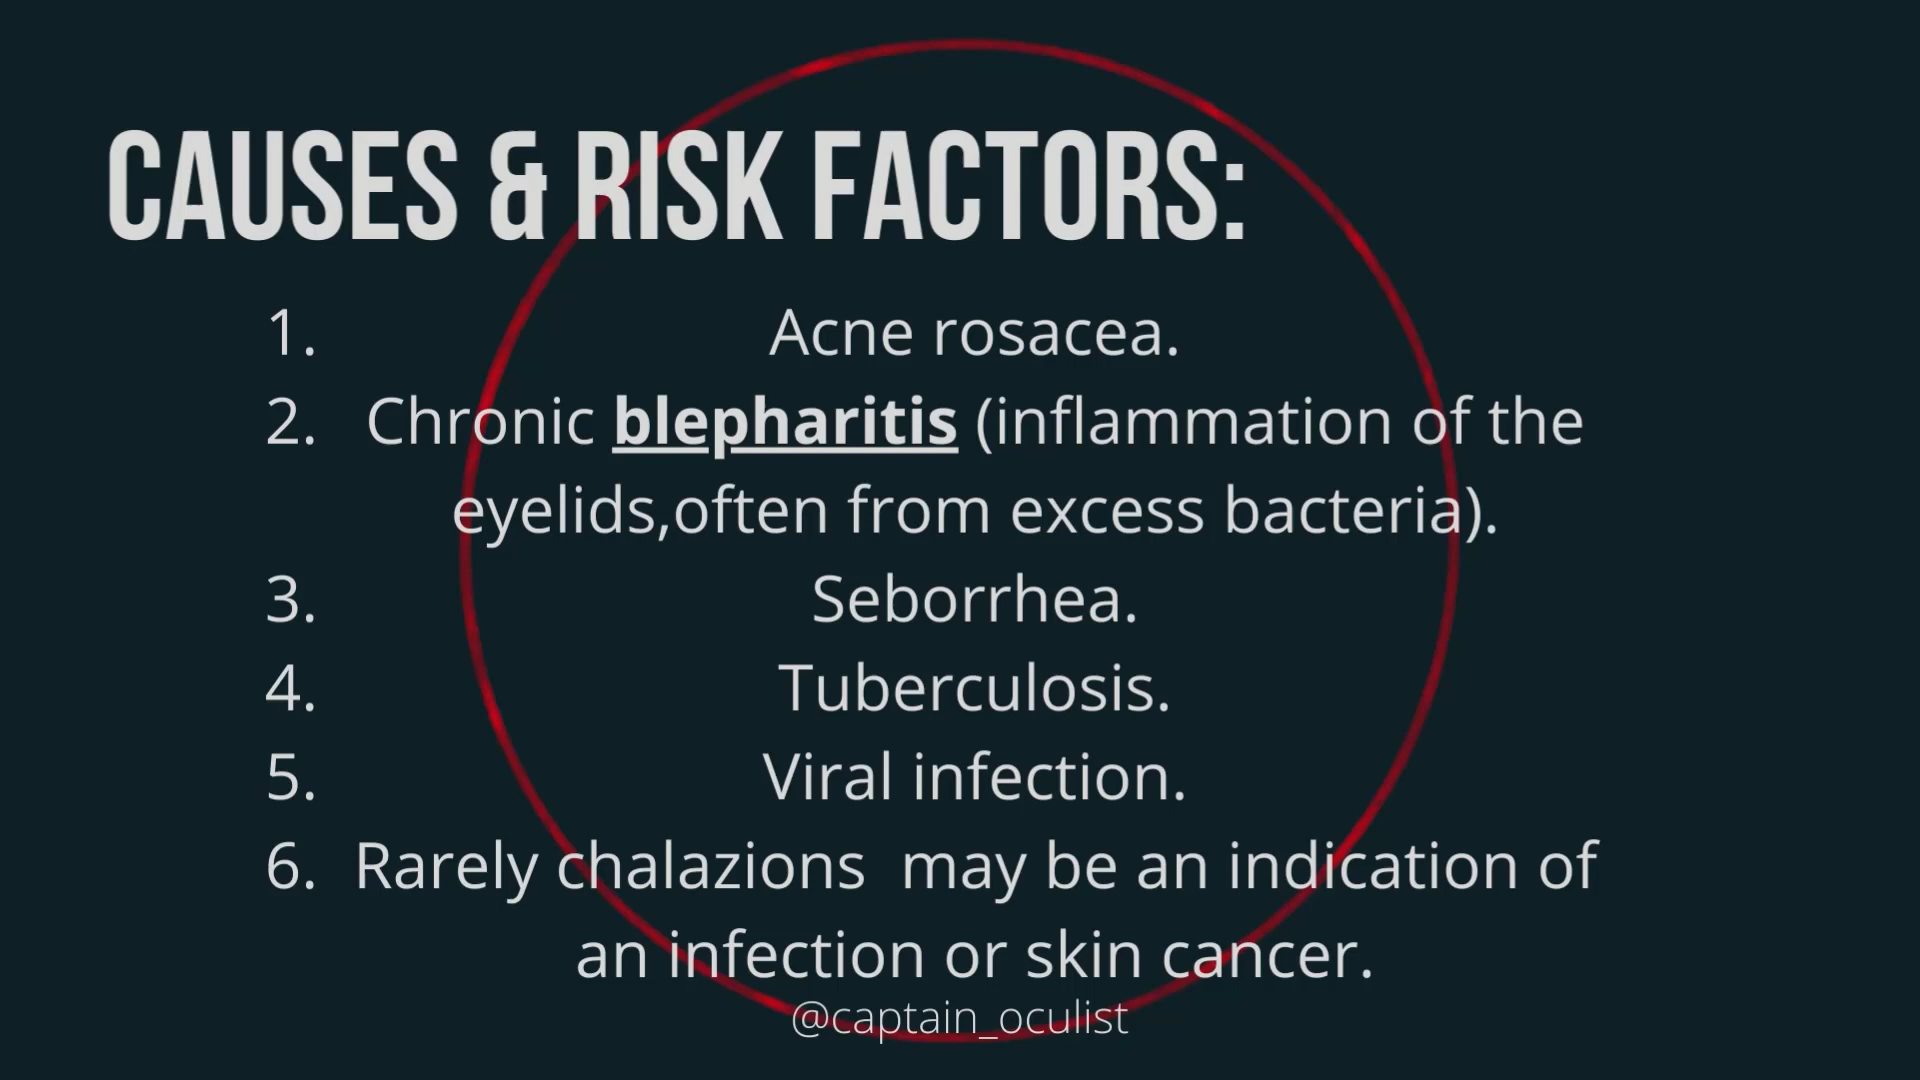 CAUSES & RISK FACTORS:
1. Acne rosacea.
2. Chronic blepharitis (inflammation of the
eyelids,often from excess bacteria).
3. Seborrhea.
4. Tuberculosis.
5. Viral infection.
6. Rarely chalazions  may be an indication of
an infection or skin cancer.
@captain_oculist